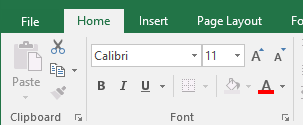 File Home Insert Page Layout Fo
Calibri 11 A A
Paste B I U A
Clipboard Font